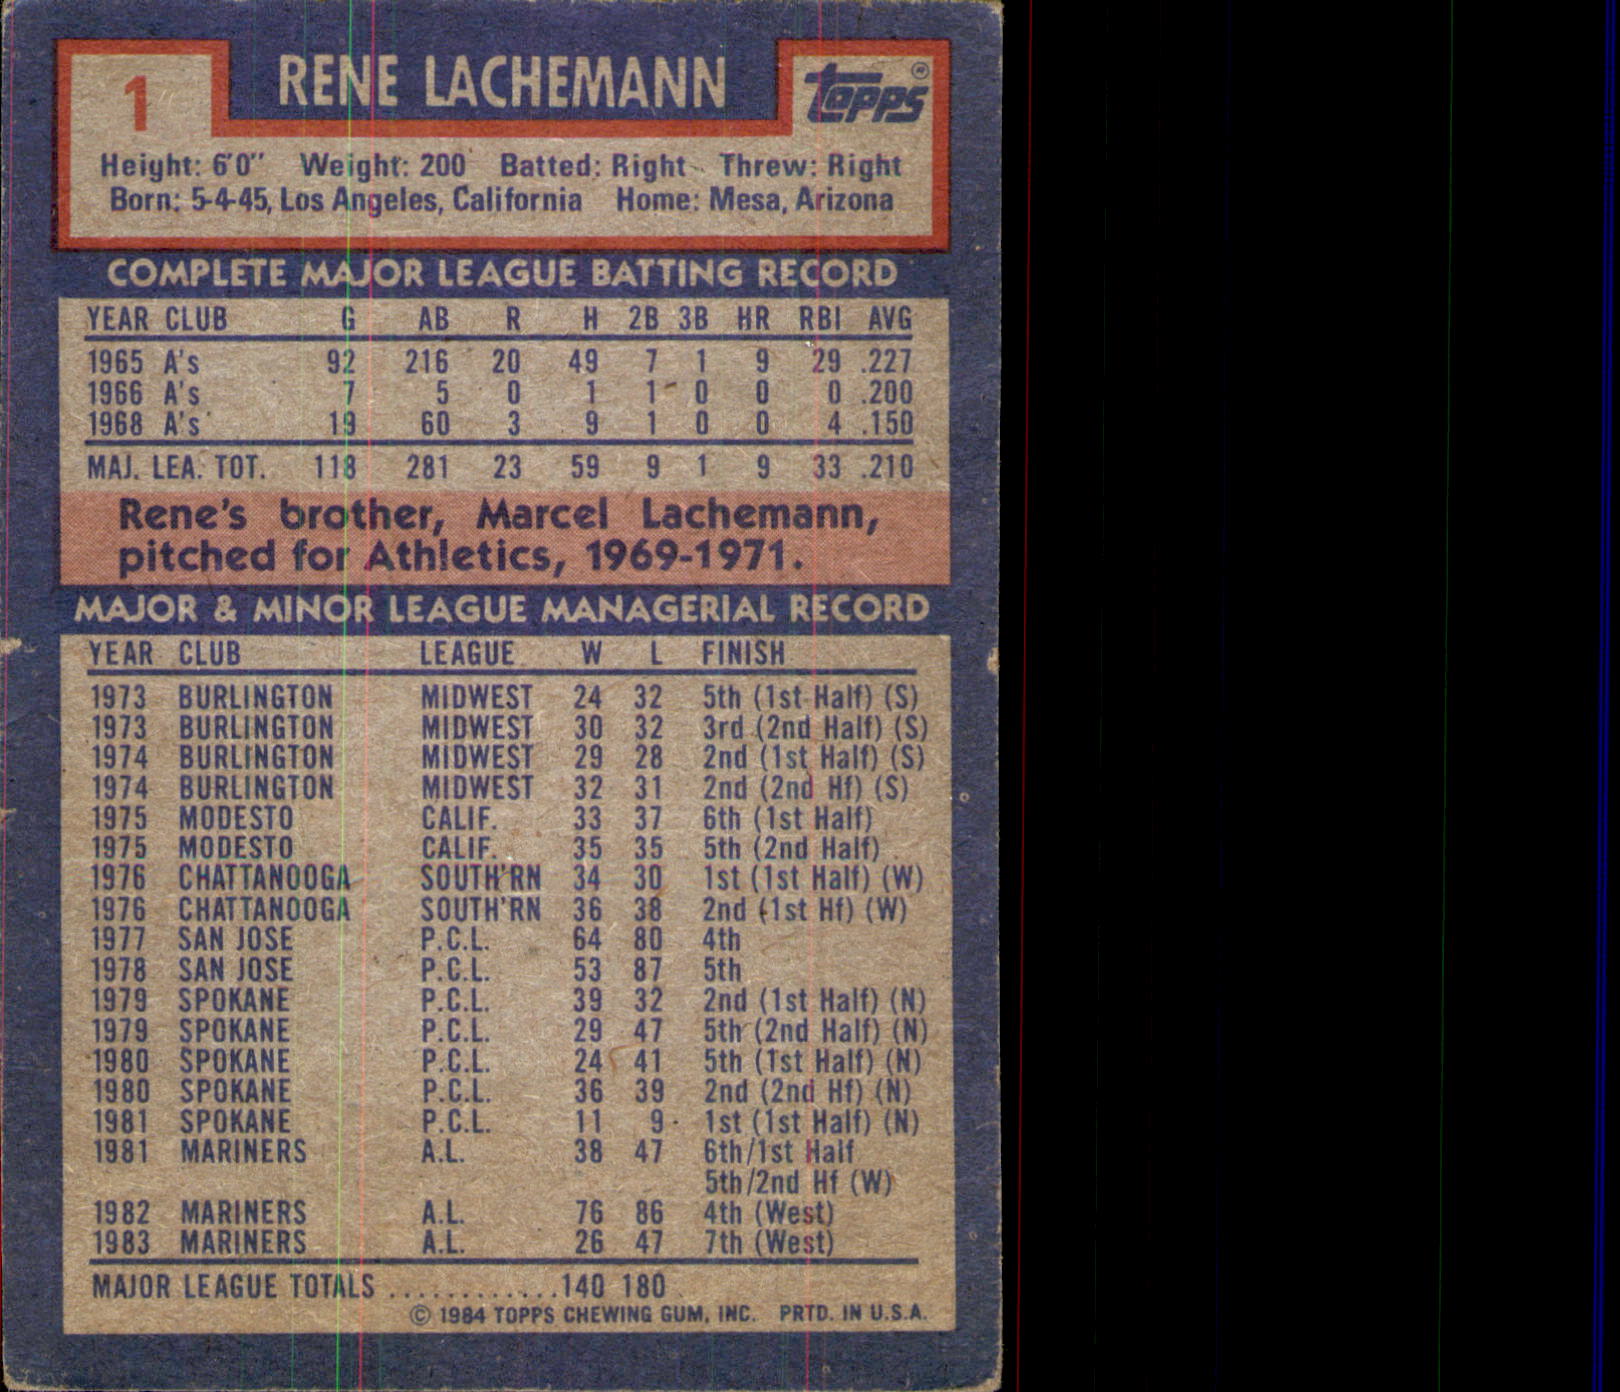 1 RENE LACHEMANN topps®
Height: 6'0" Weight: 200 Batted: Right Threw: Right
Born: 5-4-45, Los Angeles, California Home: Mesa, Arizona
COMPLETE MAJOR LEAGUE BATTING RECORD
YEAR CLUB G AB R H 2B 3B HR RBI AVG
1965 A's 92 216 20 49 7 1 9 29 .227
1966 A's 7 5 0 1 1 0 0 0 .200
1968 A's 19 60 3 9 1 0 0 4 .150
MAJ. LEA. TOT. 118 281 23 59 9 1 9 33 .210
Rene's brother, Marcel Lachemann,
pitched for Athletics, 1969-1971.
MAJOR & MINOR LEAGUE MANAGERIAL RECORD
YEAR CLUB LEAGUE W L FINISH
1973 BURLINGTON MIDWEST 24 32 5th (1st Half) (S)
1973 BURLINGTON MIDWEST 30 32 3rd (2nd Half) (S)
1974 BURLINGTON MIDWEST 29 28 2nd (1st Half) (S)
1974 BURLINGTON MIDWEST 32 31 2nd (2nd Hf) (S)
1975 MODESTO CALIF. 33 37 6th (1st Half)
1975 MODESTO CALIF. 35 35 5th (2nd Half)
1976 CHATTANOOGA SOUTH'RN 34 30 1st (1st Half) (W)
1976 CHATTANOOGA SOUTH'RN 36 38 2nd (1st Hf) (W)
1977 SAN JOSE P.C.L. 64 80 4th
1978 SAN JOSE P.C.L. 53 87 5th
1979 SPOKANE P.C.L. 39 32 2nd (1st Half) (N)
1979 SPOKANE P.C.L. 29 47 5th (2nd Half) (N)
1980 SPOKANE P.C.L. 24 41 5th (1st Half) (N)
1980 SPOKANE P.C.L. 36 39 2nd (2nd Hf) (N)
1981 SPOKANE P.C.L. 11 9 1st (1st Half) (N)
1981 MARINERS A.L. 38 47 6th/1st Half
5th/2nd Hf (W)
1982 MARINERS A.L. 76 86 4th (West)
1983 MARINERS A.L. 26 47 7th (West)
MAJOR LEAGUE TOTALS ............140 180
© 1984 TOPPS CHEWING GUM, INC. PRTD. IN U.S.A.